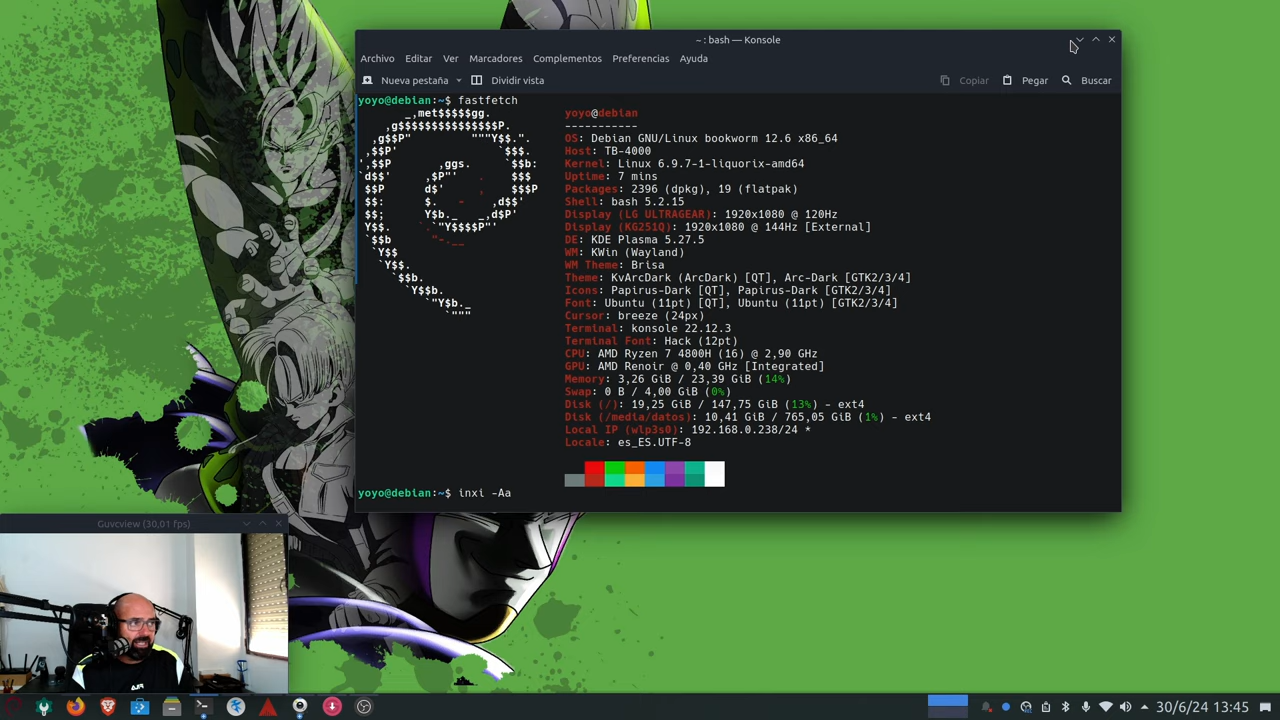 ~ : bash — Konsole
Archivo Editar Ver Marcadores Complementos Preferencias Ayuda
Nueva pestaña Dividir vista Copiar Pegar Buscar
yoyo@debian:~$ fastfetch
yoyo@debian
-----------
OS: Debian GNU/Linux bookworm 12.6 x86_64
Host: TB-4000
Kernel: Linux 6.9.7-1-liquorix-amd64
Uptime: 7 mins
Packages: 2396 (dpkg), 19 (flatpak)
Shell: bash 5.2.15
Display (LG ULTRAGEAR): 1920x1080 @ 120Hz
Display (KG251Q): 1920x1080 @ 144Hz [External]
DE: KDE Plasma 5.27.5
WM: KWin (Wayland)
WM Theme: Brisa
Theme: KvArcDark (ArcDark) [QT], Arc-Dark [GTK2/3/4]
Icons: Papirus-Dark [QT], Papirus-Dark [GTK2/3/4]
Font: Ubuntu (11pt) [QT], Ubuntu (11pt) [GTK2/3/4]
Cursor: breeze (24px)
Terminal: konsole 22.12.3
Terminal Font: Hack (12pt)
CPU: AMD Ryzen 7 4800H (16) @ 2,90 GHz
GPU: AMD Renoir @ 0,40 GHz [Integrated]
Memory: 3,26 GiB / 23,39 GiB (14%)
Swap: 0 B / 4,00 GiB (0%)
Disk (/): 19,25 GiB / 147,75 GiB (13%) - ext4
Disk (/media/datos): 10,41 GiB / 765,05 GiB (1%) - ext4
Local IP (wlp3s0): 192.168.0.238/24 *
Locale: es_ES.UTF-8
yoyo@debian:~$ inxi -Aa
Guvcview (30,01 fps)
30/6/24 13:45